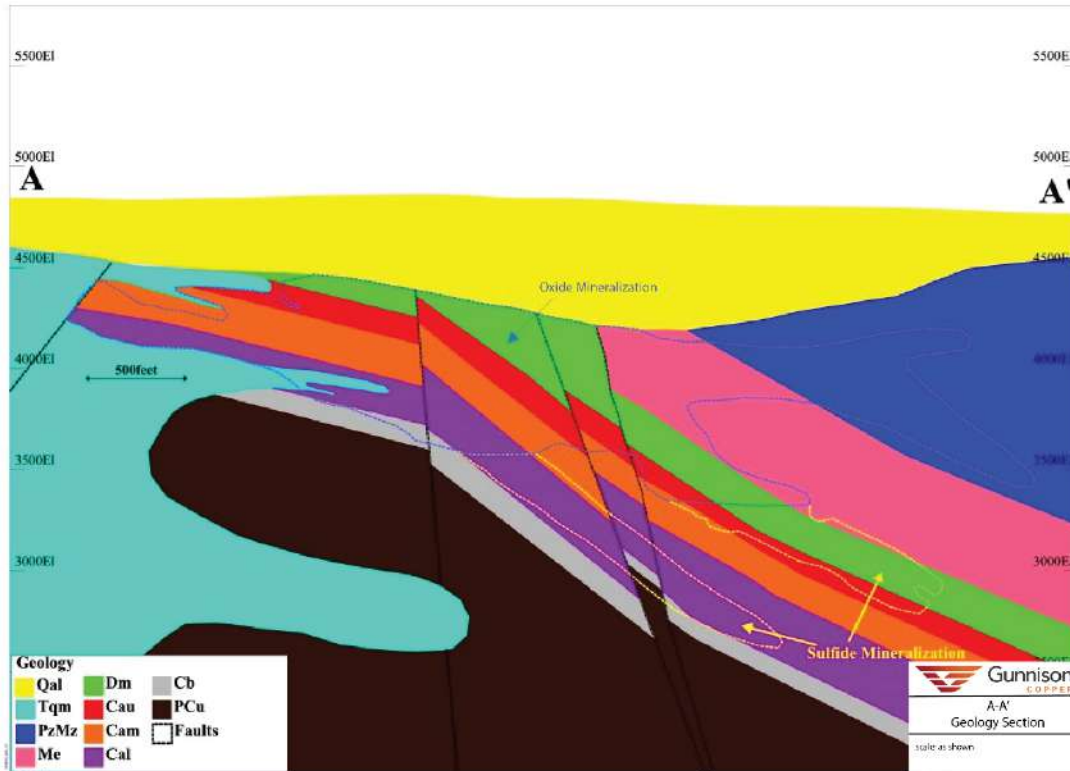 5500El 5500El
5000El 5000El
A A'
4500El 4500El
Oxide Mineralization
4000El 4000El
500feet
3500El 3500El
3000El 3000El
Sulfide Mineralization
Geology
Qal Dm Cb
Tqm Cau PCu
PzMz Cam Faults
Me Cal
Gunnison
COPPER
A-A'
Geology Section
scale as shown